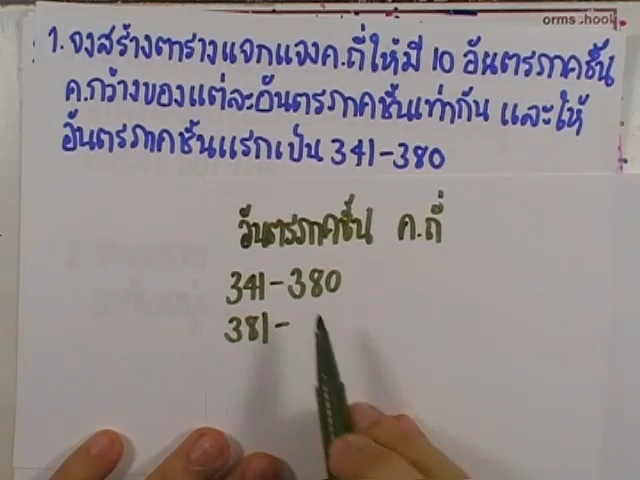 ormschool
1. จงสร้างตารางแจกแจงค.ถี่ให้มี 10 อันตรภาคชั้น
ค.กว้างของแต่ละอันตรภาคชั้นเท่ากัน และให้
อันตรภาคชั้นแรกเป็น 341-380
อันตรภาคชั้น ค.ถี่
341-380
381-